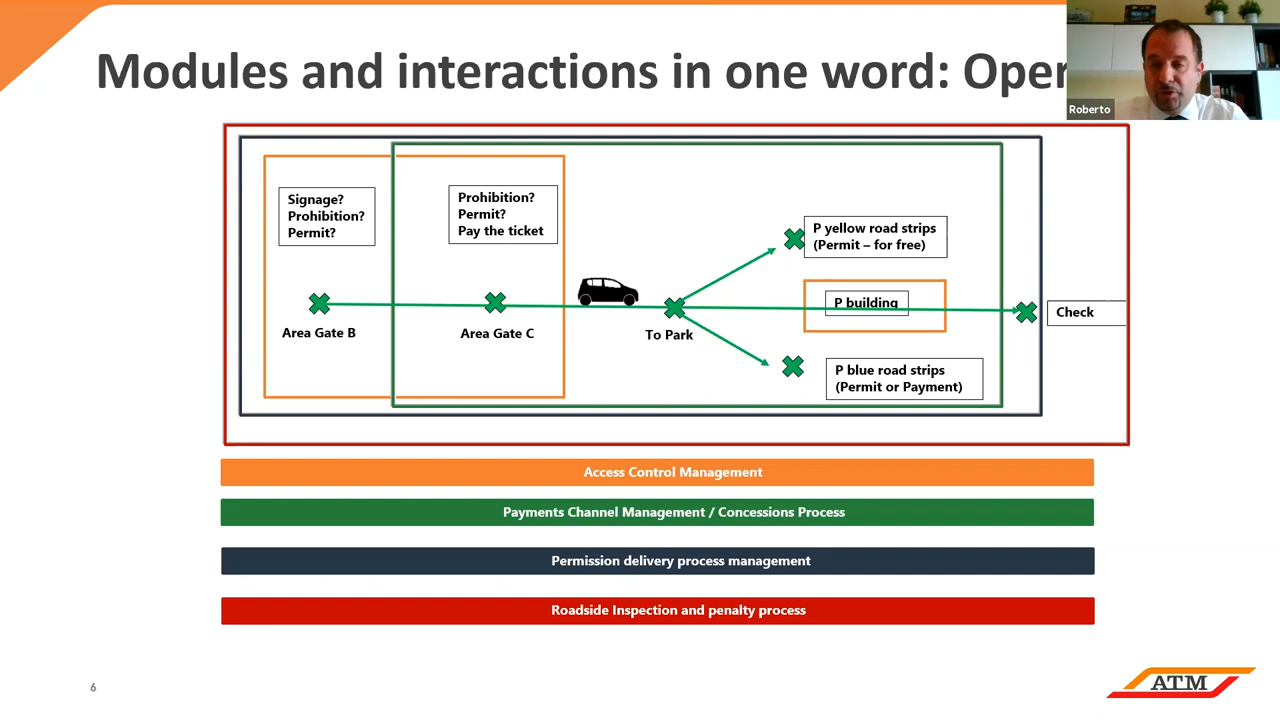 Modules and interactions in one word: Oper
Roberto
Signage?
Prohibition?
Permit?
Prohibition?
Permit?
Pay the ticket
P yellow road strips
(Permit – for free)
P building
Check
Area Gate B
Area Gate C
To Park
P blue road strips
(Permit or Payment)
Access Control Management
Payments Channel Management / Concessions Process
Permission delivery process management
Roadside Inspection and penalty process
6
ATM